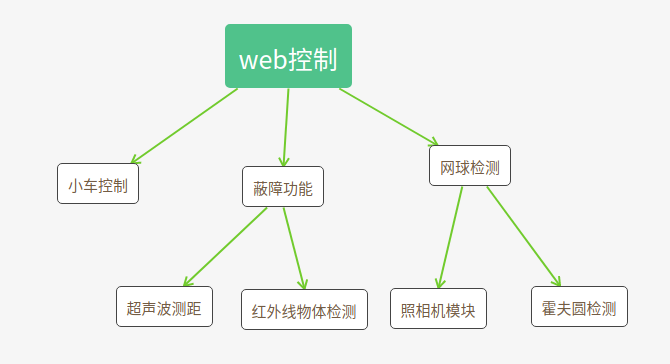 web控制
小车控制
蔽障功能
网球检测
超声波测距
红外线物体检测
照相机模块
霍夫圆检测